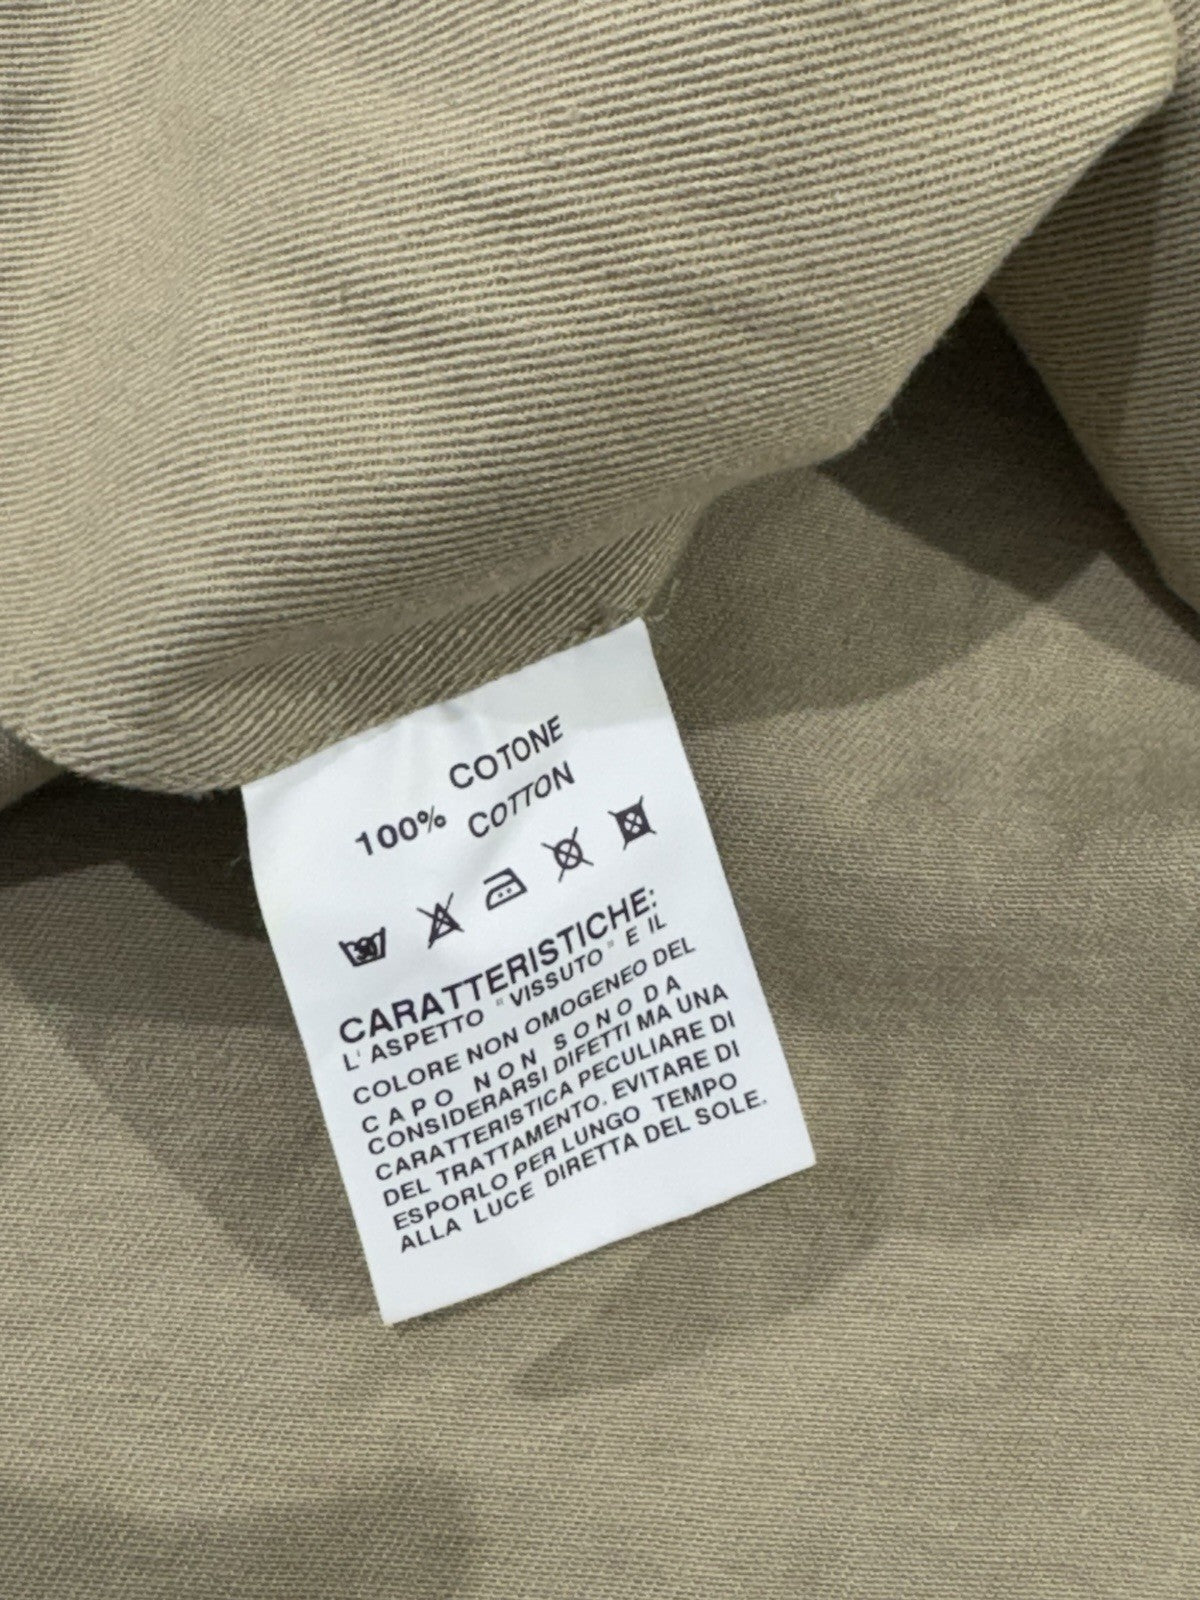 100% COTONE
COTTON
30
CARATTERISTICHE:
L'ASPETTO "VISSUTO" E IL
COLORE NON OMOGENEO DEL
CAPO NON SONO DA
CONSIDERARSI DIFETTI MA UNA
CARATTERISTICA PECULIARE DI
DEL TRATTAMENTO. EVITARE DI
ESPORLO PER LUNGO TEMPO
ALLA LUCE DIRETTA DEL SOLE.